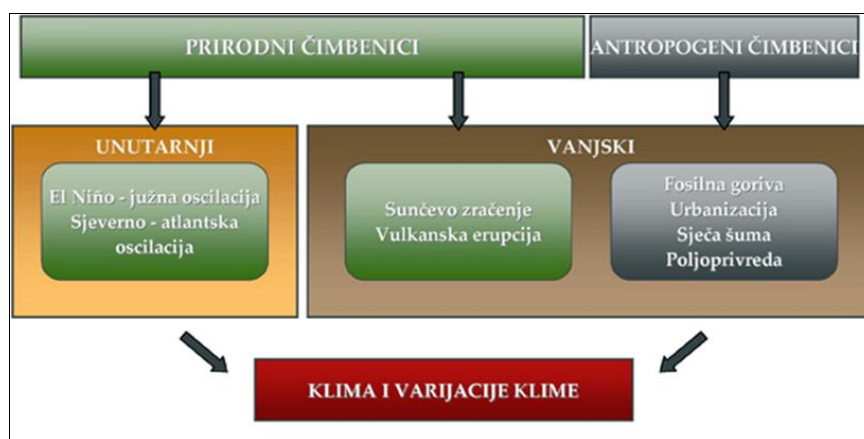 PRIRODNI ČIMBENICI
ANTROPOGENI ČIMBENICI
UNUTARNJI
El Niño - južna oscilacija
Sjeverno - atlantska
oscilacija
VANJSKI
Sunčevo zračenje
Vulkanska erupcija
Fosilna goriva
Urbanizacija
Sječa šuma
Poljoprivreda
KLIMA I VARIJACIJE KLIME